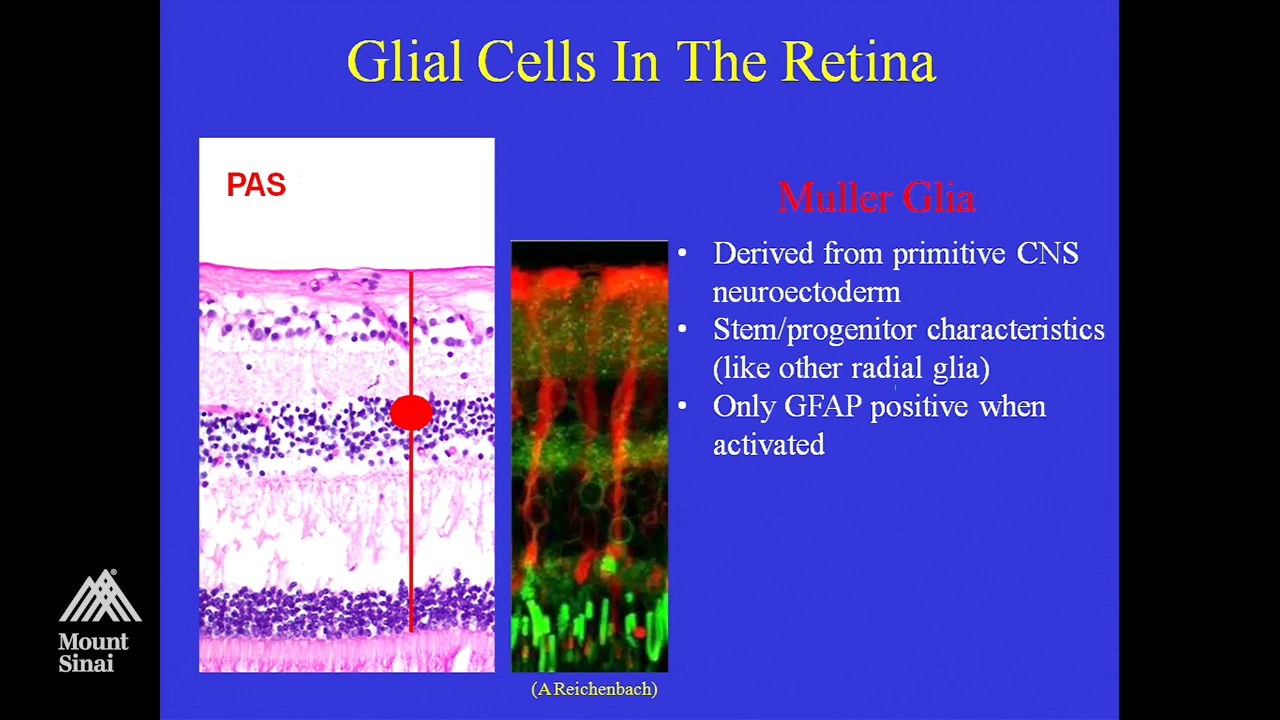 Glial Cells In The Retina
PAS
Muller Glia
• Derived from primitive CNS
neuroectoderm
• Stem/progenitor characteristics
(like other radial glia)
• Only GFAP positive when
activated
(A Reichenbach)
Mount
Sinai